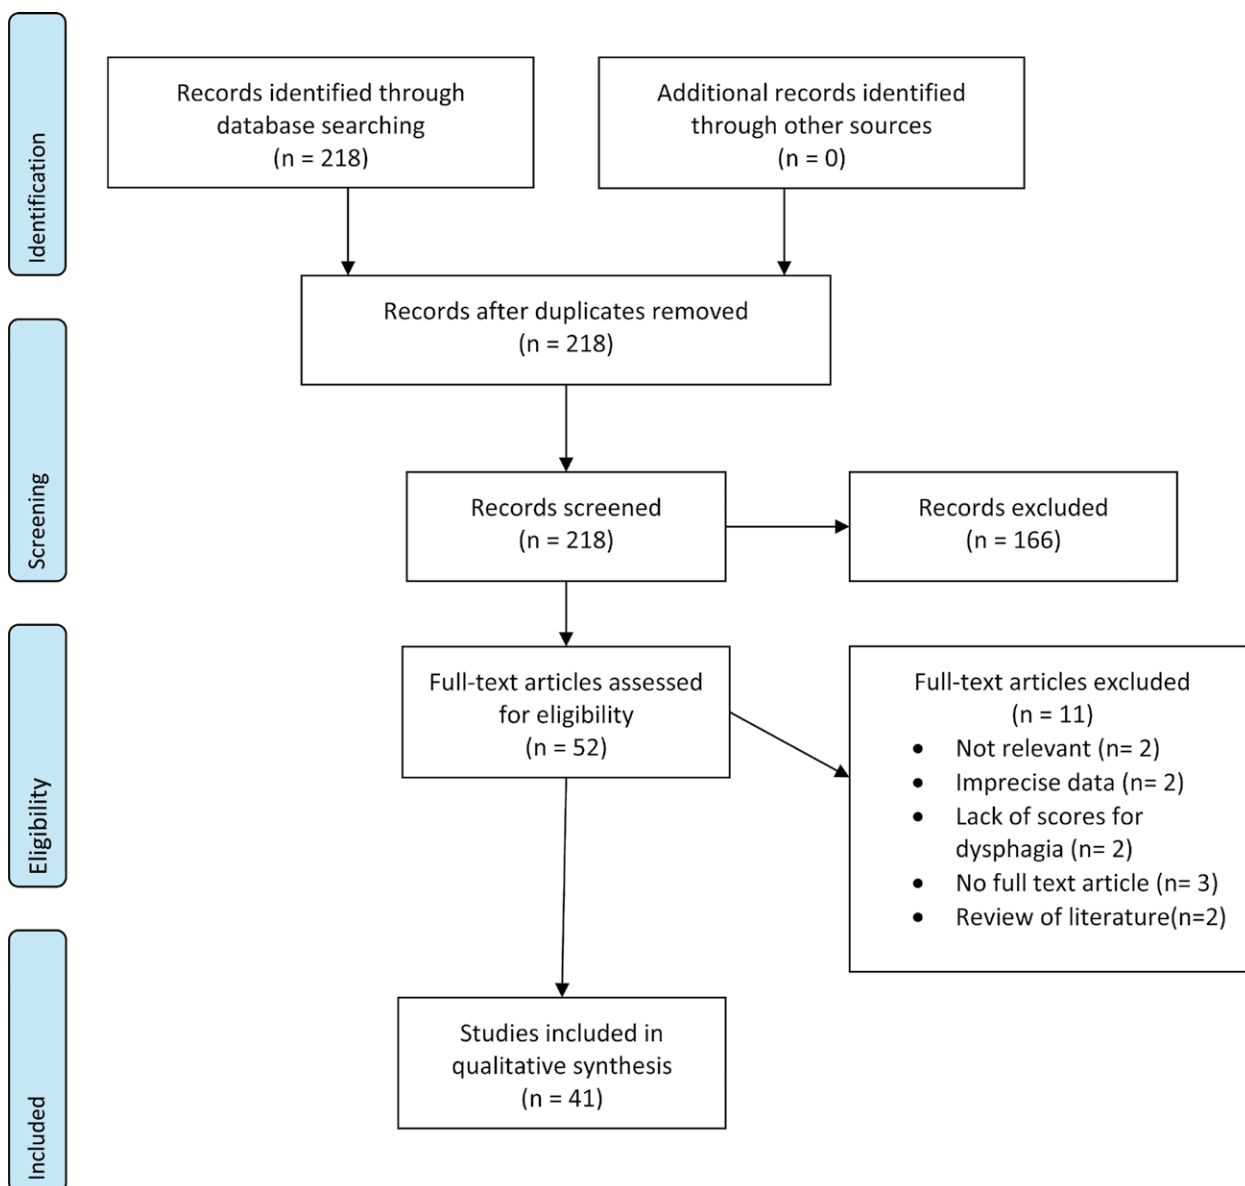 Identification
Records identified through
database searching
(n = 218)
Additional records identified
through other sources
(n = 0)
Records after duplicates removed
(n = 218)
Screening
Records screened
(n = 218)
Records excluded
(n = 166)
Eligibility
Full-text articles assessed
for eligibility
(n = 52)
Full-text articles excluded
(n = 11)
• Not relevant (n= 2)
• Imprecise data (n= 2)
• Lack of scores for
dysphagia (n= 2)
• No full text article (n= 3)
• Review of literature(n=2)
Included
Studies included in
qualitative synthesis
(n = 41)